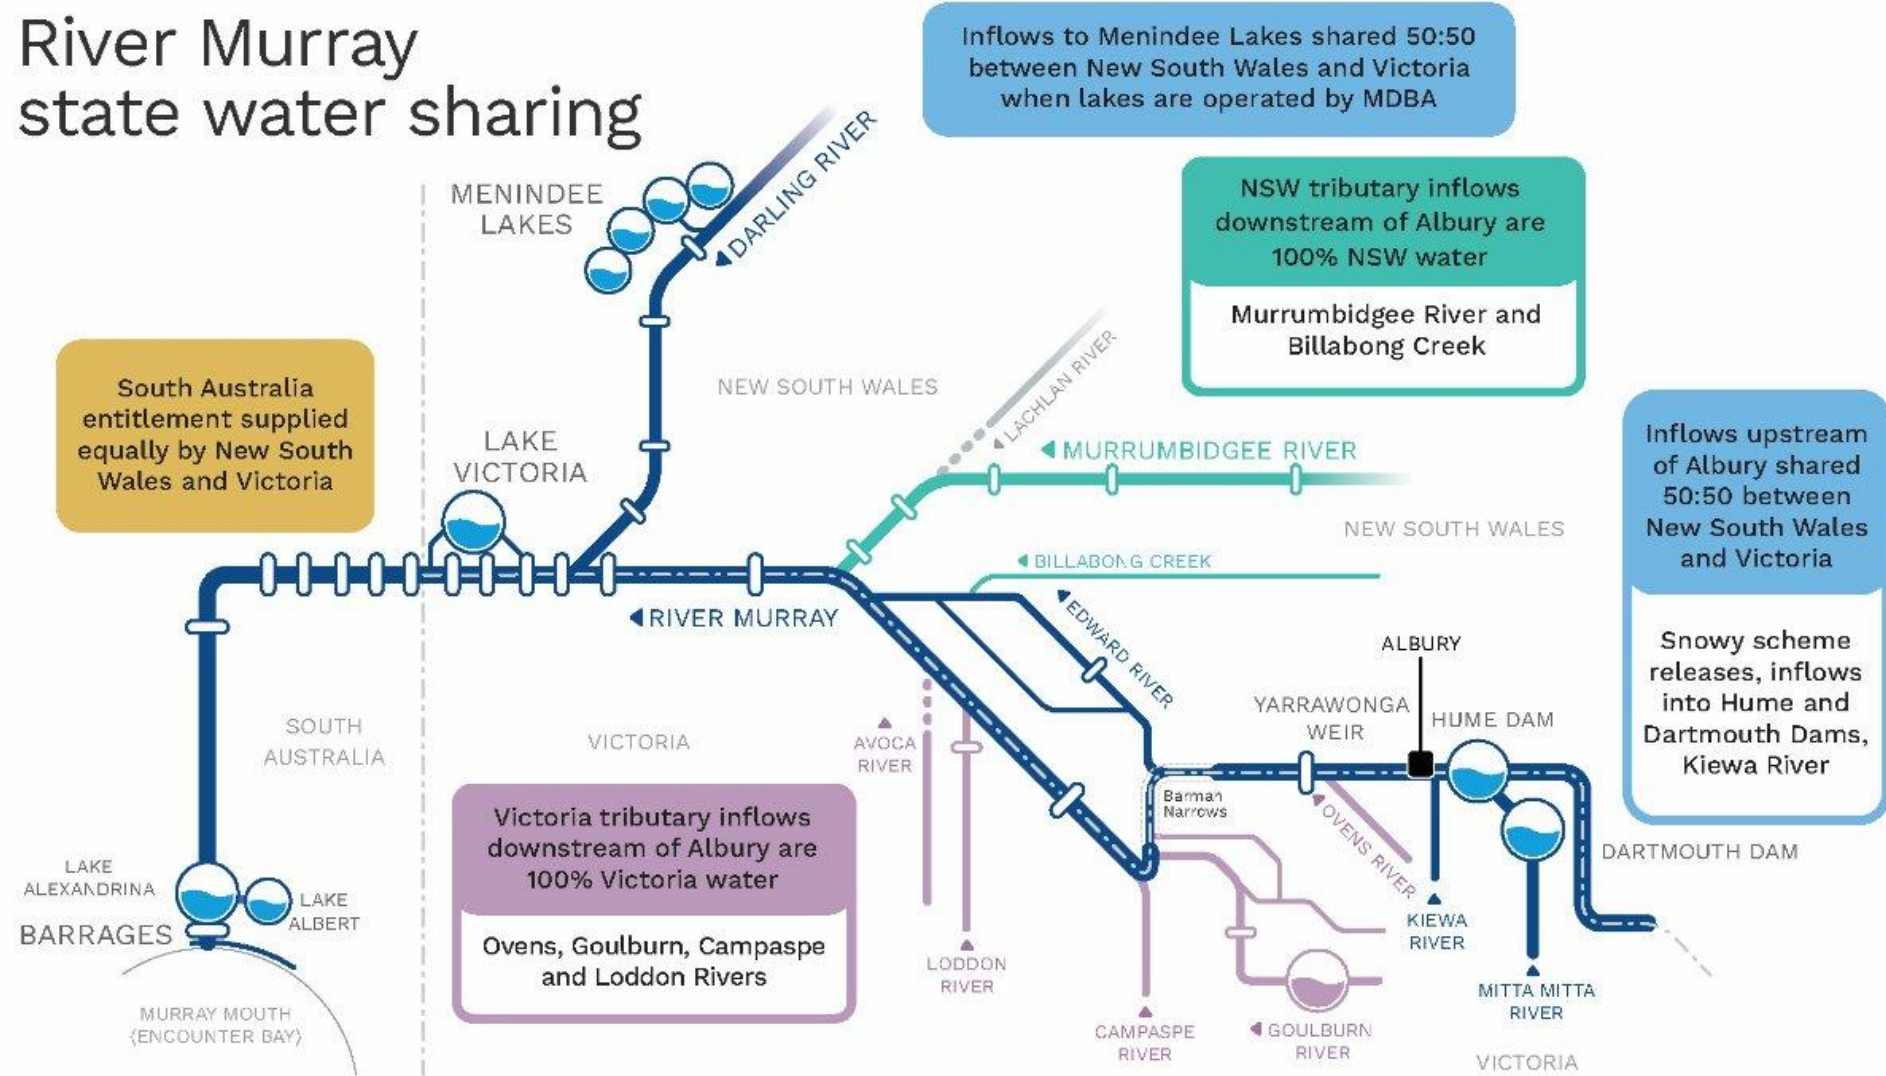 River Murray
state water sharing
Inflows to Menindee Lakes shared 50:50
between New South Wales and Victoria
when lakes are operated by MDBA
MENINDEE
LAKES
DARLING RIVER
NSW tributary inflows
downstream of Albury are
100% NSW water
Murrumbidgee River and
Billabong Creek
South Australia
entitlement supplied
equally by New South
Wales and Victoria
NEW SOUTH WALES
LACHLAN RIVER
LAKE
VICTORIA
MURRUMBIDGEE RIVER
Inflows upstream
of Albury shared
50:50 between
New South Wales
and Victoria
Snowy scheme
releases, inflows
into Hume and
Dartmouth Dams,
Kiewa River
NEW SOUTH WALES
BILLABONG CREEK
RIVER MURRAY
EDWARD RIVER
ALBURY
YARRAWONGA
WEIR
HUME DAM
SOUTH
AUSTRALIA
VICTORIA
AVOCA
RIVER
Barmah
Narrows
OVENS RIVER
DARTMOUTH DAM
Victoria tributary inflows
downstream of Albury are
100% Victoria water
Ovens, Goulburn, Campaspe
and Loddon Rivers
LAKE
ALEXANDRINA
LAKE
ALBERT
BARRAGES
KIEWA
RIVER
LODDON
RIVER
MITTA MITTA
RIVER
MURRAY MOUTH
(ENCOUNTER BAY)
CAMPASPE
RIVER
GOULBURN
RIVER
VICTORIA